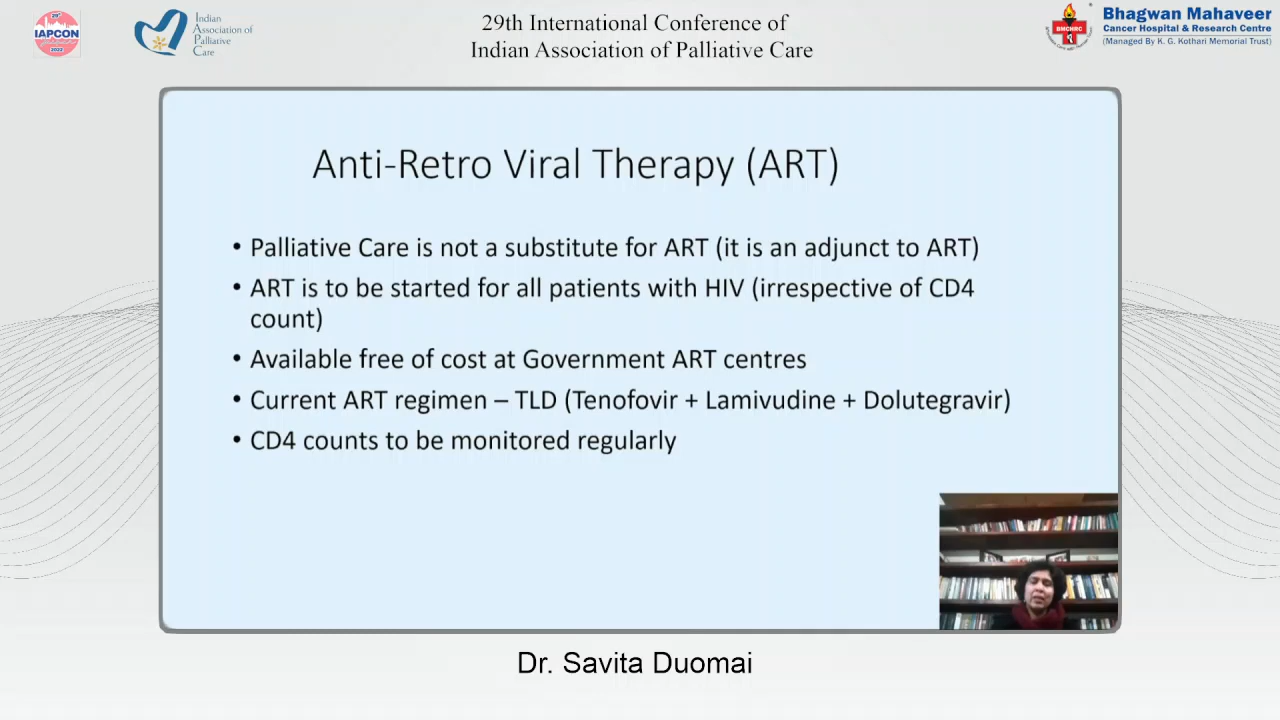 29th
IAPCON
2022
Indian
Association of
Palliative
Care
29th International Conference of
Indian Association of Palliative Care
BMCHRC
Bhagwan Mahaveer
Cancer Hospital & Research Centre
(Managed By K. G. Kothari Memorial Trust)
Anti-Retro Viral Therapy (ART)
• Palliative Care is not a substitute for ART (it is an adjunct to ART)
• ART is to be started for all patients with HIV (irrespective of CD4
count)
• Available free of cost at Government ART centres
• Current ART regimen – TLD (Tenofovir + Lamivudine + Dolutegravir)
• CD4 counts to be monitored regularly
Dr. Savita Duomai